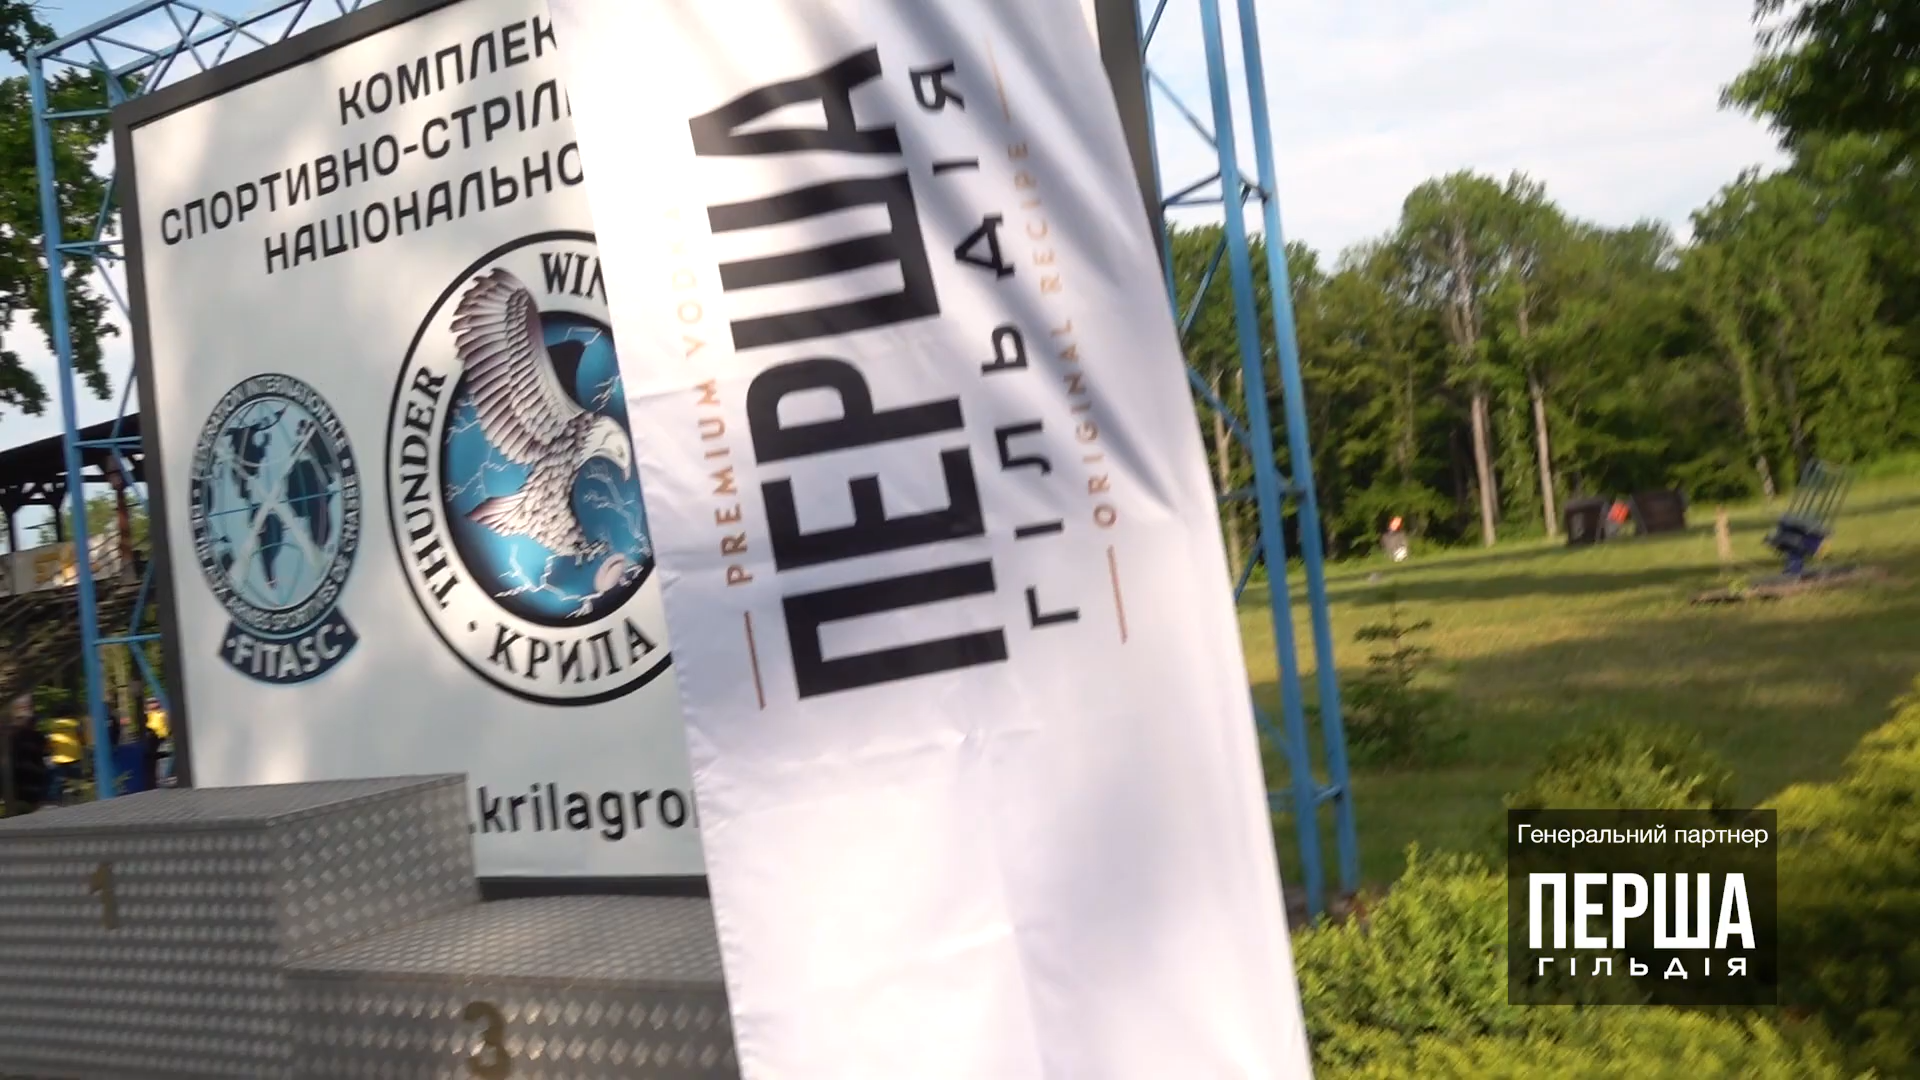 КОМПЛЕК
СПОРТИВНО-СТРІЛ
НАЦІОНАЛЬНО
THUNDER
WIN
КРИЛА
FITASC
.krilagro
1
3
PREMIUM VODKA
ПЕРША
ГІЛЬДІЯ
ORIGINAL RECIPE
Генеральний партнер
ПЕРША
ГІЛЬДІЯ